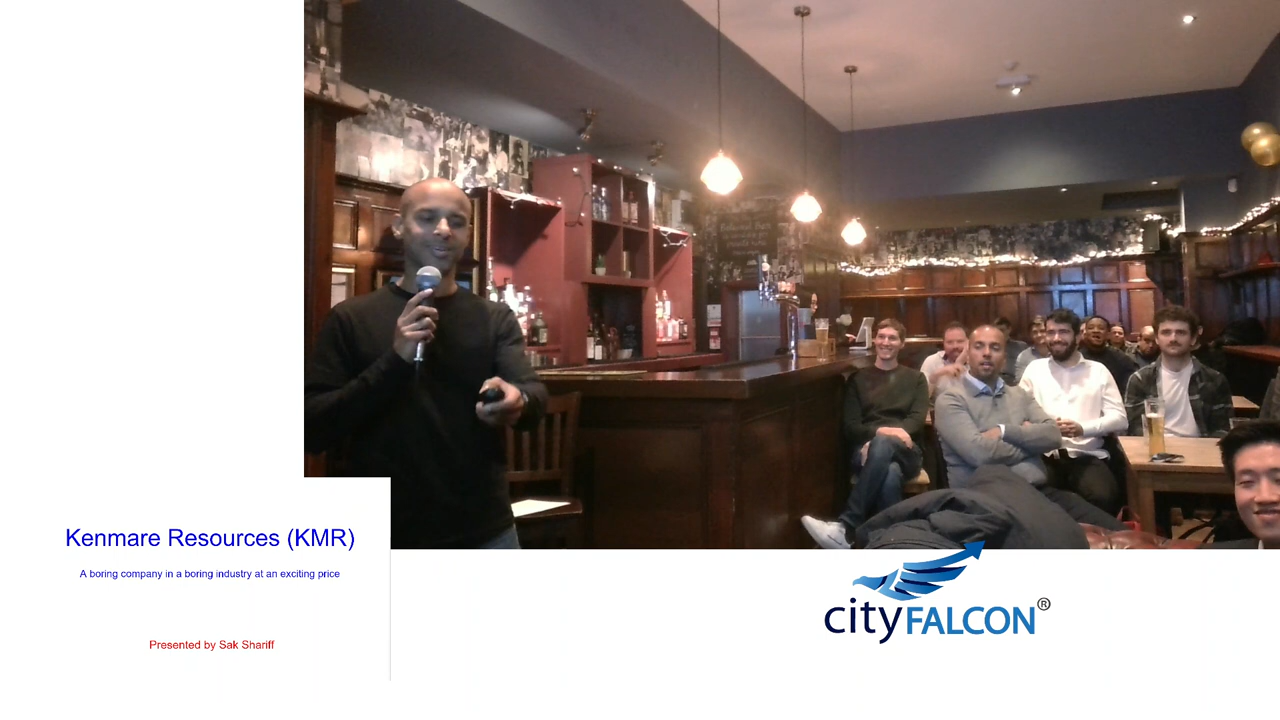 Kenmare Resources (KMR)
A boring company in a boring industry at an exciting price
Presented by Sak Shariff
cityFALCON®